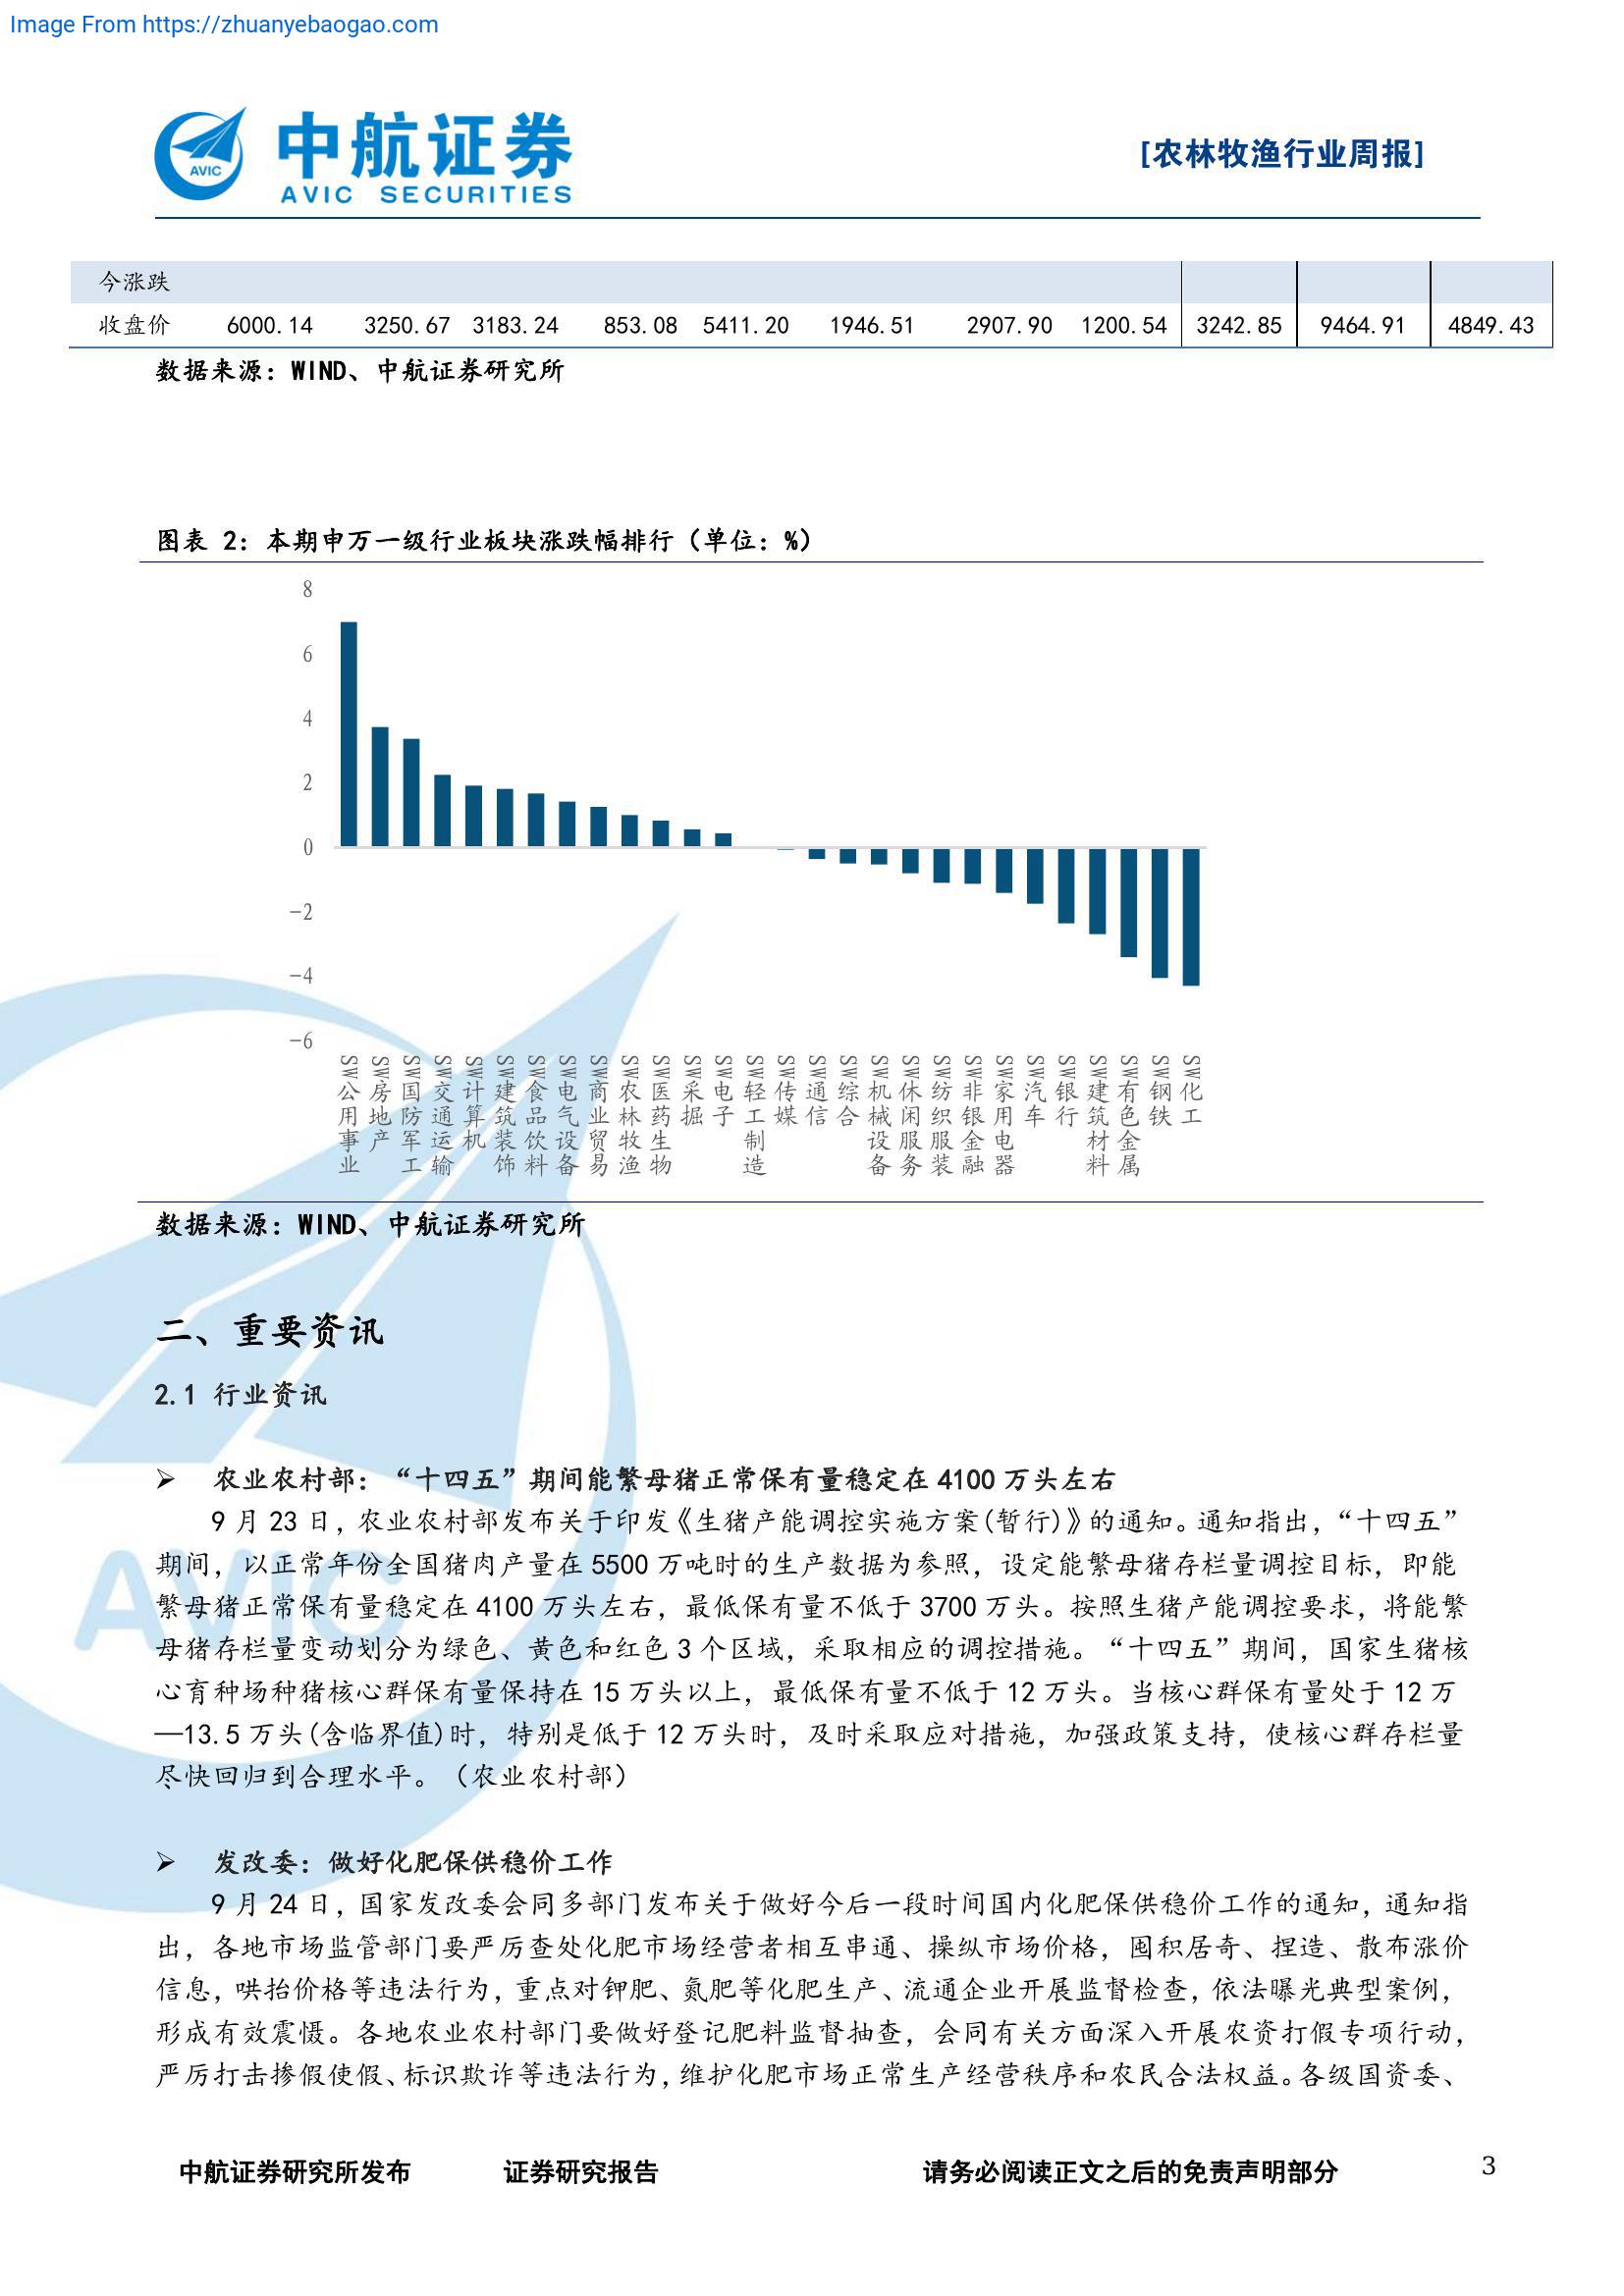 Image From https://zhuanyebaogao.com
中航证券
AVIC SECURITIES
AVIC
[农林牧渔行业周报]
今涨跌
收盘价 6000.14 3250.67 3183.24 853.08 5411.20 1946.51 2907.90 1200.54 3242.85 9464.91 4849.43
数据来源：WIND、中航证券研究所
图表 2：本期申万一级行业板块涨跌幅排行（单位：%）
8
6
4
2
0
-2
-4
-6
SW公用事业
SW房地产
SW国防军工
SW交通运输
SW计算机
SW建筑装饰
SW食品饮料
SW电气设备
SW商业贸易
SW农林牧渔
SW医药生物
SW采掘
SW电子
SW轻工制造
SW传媒
SW通信
SW综合
SW机械设备
SW休闲服务
SW纺织服装
SW非银金融
SW家用电器
SW汽车
SW银行
SW建筑材料
SW有色金属
SW钢铁
SW化工
数据来源：WIND、中航证券研究所
二、重要资讯
2.1 行业资讯
➢ 农业农村部：“十四五”期间能繁母猪正常保有量稳定在 4100 万头左右
9 月 23 日，农业农村部发布关于印发《生猪产能调控实施方案(暂行)》的通知。通知指出，“十四五”
期间，以正常年份全国猪肉产量在 5500 万吨时的生产数据为参照，设定能繁母猪存栏量调控目标，即能
繁母猪正常保有量稳定在 4100 万头左右，最低保有量不低于 3700 万头。按照生猪产能调控要求，将能繁
母猪存栏量变动划分为绿色、黄色和红色 3 个区域，采取相应的调控措施。“十四五”期间，国家生猪核
心育种场种猪核心群保有量保持在 15 万头以上，最低保有量不低于 12 万头。当核心群保有量处于 12 万
—13.5 万头(含临界值)时，特别是低于 12 万头时，及时采取应对措施，加强政策支持，使核心群存栏量
尽快回归到合理水平。（农业农村部）
➢ 发改委：做好化肥保供稳价工作
9 月 24 日，国家发改委会同多部门发布关于做好今后一段时间国内化肥保供稳价工作的通知，通知指
出，各地市场监管部门要严厉查处化肥市场经营者相互串通、操纵市场价格，囤积居奇、捏造、散布涨价
信息，哄抬价格等违法行为，重点对钾肥、氮肥等化肥生产、流通企业开展监督检查，依法曝光典型案例，
形成有效震慑。各地农业农村部门要做好登记肥料监督抽查，会同有关方面深入开展农资打假专项行动，
严厉打击掺假使假、标识欺诈等违法行为，维护化肥市场正常生产经营秩序和农民合法权益。各级国资委、
AVIC
中航证券研究所发布 证券研究报告 请务必阅读正文之后的免责声明部分 3